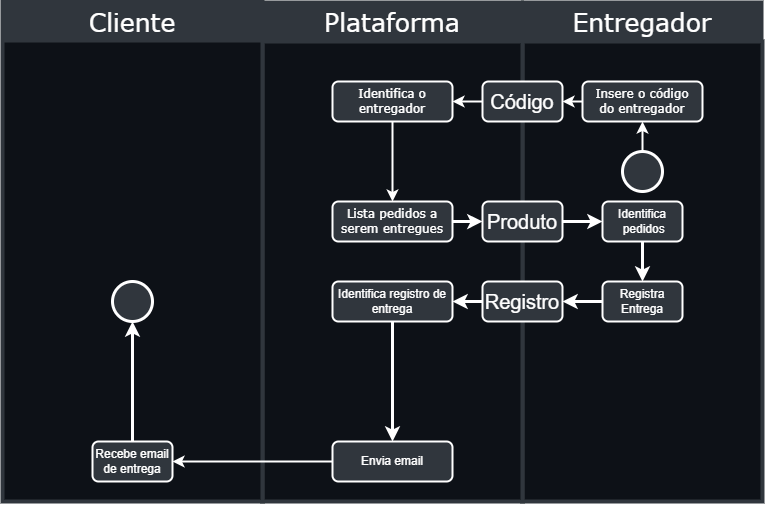 Cliente
Plataforma
Entregador
Identifica o
entregador
Código
Insere o código
do entregador
Lista pedidos a
serem entregues
Produto
Identifica
pedidos
Identifica registro de
entrega
Registro
Registra
Entrega
Recebe email
de entrega
Envia email